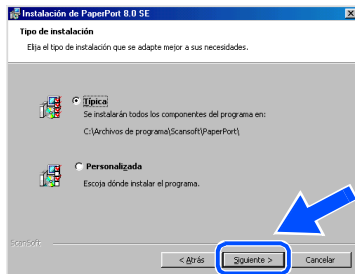 Instalación de PaperPort 8.0 SE
Tipo de instalación
Elija el tipo de instalación que se adapte mejor a sus necesidades.
Típica
Se instalarán todos los componentes del programa en:
C:\Archivos de programa\Scansoft\PaperPort\
Personalizada
Escoja dónde instalar el programa.
ScanSoft
< Atrás
Siguiente >
Cancelar